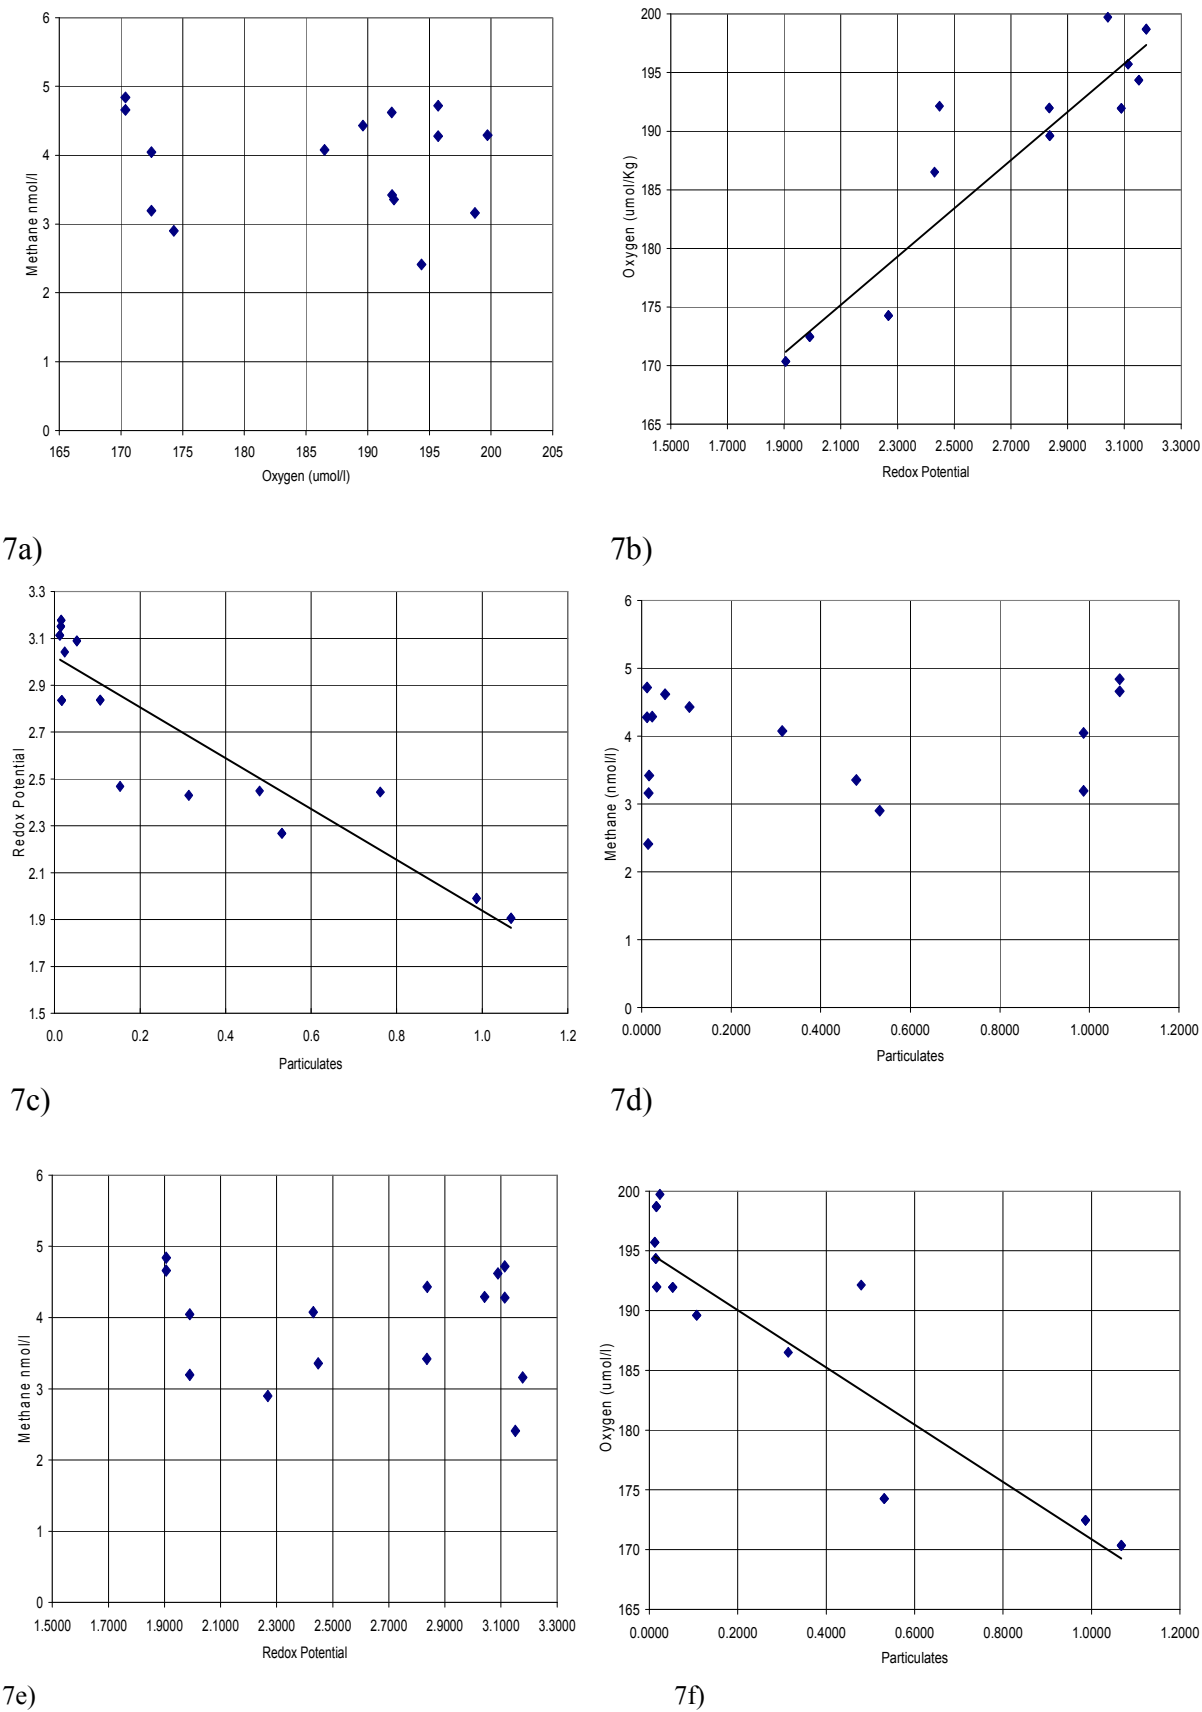 6
5
4
3
2
1
0
Methane nmol/l
165 170 175 180 185 190 195 200 205
Oxygen (umol/l)
200
195
190
185
180
175
170
165
Oxygen (umol/Kg)
1.5000 1.7000 1.9000 2.1000 2.3000 2.5000 2.7000 2.9000 3.1000 3.3000
Redox Potential
7a)
7b)
3.3
3.1
2.9
2.7
2.5
2.3
2.1
1.9
1.7
1.5
Redox Potential
0.0 0.2 0.4 0.6 0.8 1.0 1.2
Particulates
6
5
4
3
2
1
0
Methane (nmol/l)
0.0000 0.2000 0.4000 0.6000 0.8000 1.0000 1.2000
Particulates
7c)
7d)
6
5
4
3
2
1
0
Methane nmol/l
1.5000 1.7000 1.9000 2.1000 2.3000 2.5000 2.7000 2.9000 3.1000 3.3000
Redox Potential
200
195
190
185
180
175
170
165
Oxygen (umol/l)
0.0000 0.2000 0.4000 0.6000 0.8000 1.0000 1.2000
Particulates
7e)
7f)